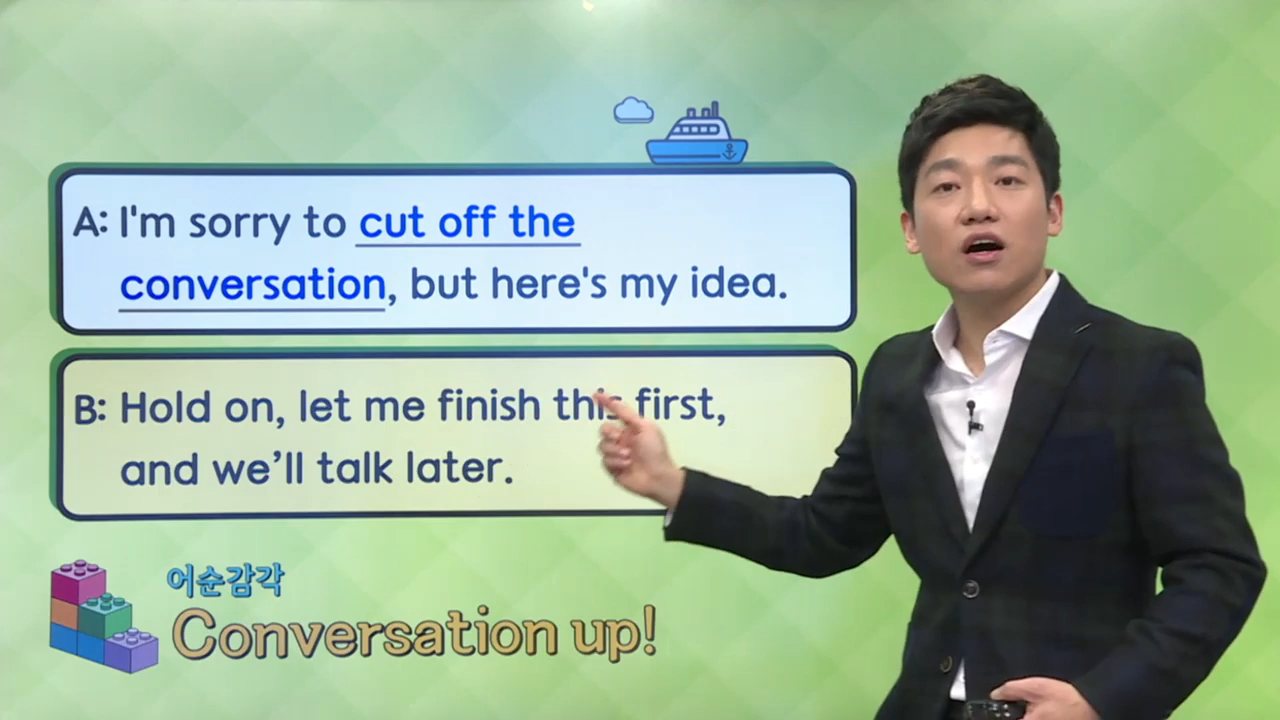 A: I'm sorry to cut off the
conversation, but here's my idea.
B: Hold on, let me finish this first,
and we’ll talk later.
어순감각
Conversation up!